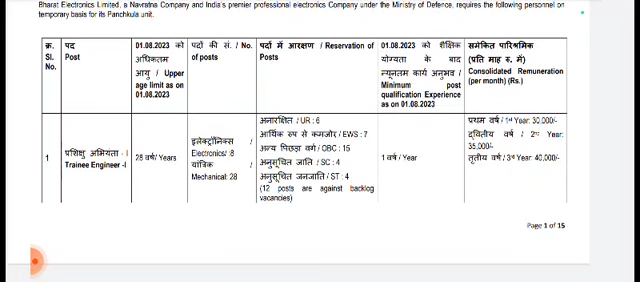 Bharat Electronics Limited, a Navratna Company and India's premier professional electronics Company under the Ministry of Defence, requires the following personnel on
temporary basis for its Panchkula unit.
क्र.
Sl.
No.
पद
Post
01.08.2023 को
अधिकतम
आयु / Upper
age limit as on
01.08.2023
पदों की सं. / No.
of posts
पदों में आरक्षण / Reservation of
Posts
01.08.2023 को शैक्षिक
योग्यता के बाद
न्यूनतम कार्य अनुभव /
Minimum post
qualification Experience
as on 01.08.2023
समेकित पारिश्रमिक
(प्रति माह रु. में)
Consolidated Remuneration
(per month) (Rs.)
1
प्रशिक्षु अभियंता - I
Trainee Engineer -I
28 वर्ष/ Years
इलेक्ट्रॉनिक्स /
Electronics/ :8
यांत्रिक /
Mechanical: 28
अनारक्षित / UR : 6
आर्थिक रुप से कमजोर / EWS : 7
अन्य पिछड़ा वर्ग / OBC : 15
अनुसूचित जाति / SC : 4
अनुसूचित जनजाति / ST : 4
(12 posts are against backlog
vacancies)
1 वर्ष / Year
प्रथम वर्ष / 1st Year: 30,000/-
द्वितीय वर्ष / 2nd Year:
35,000/-
तृतीय वर्ष / 3rd Year: 40,000/-
Page 1 of 15